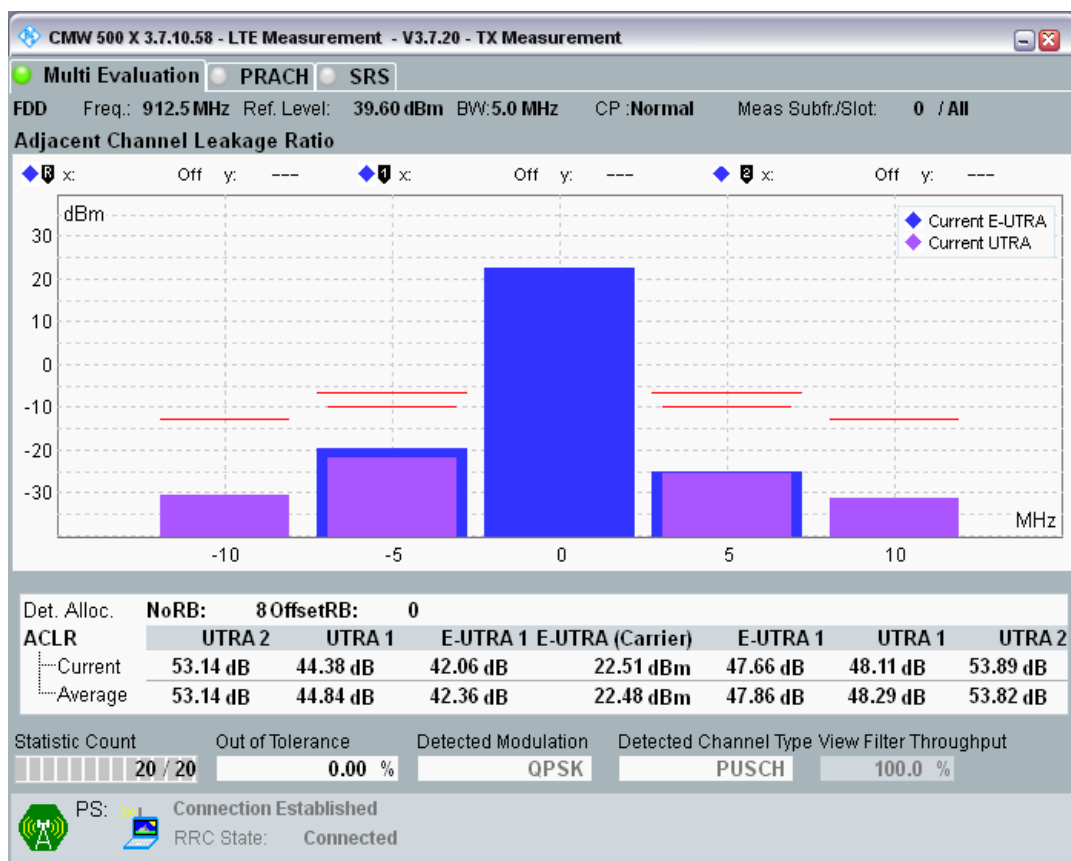 CMW 500 X 3.7.10.58 - LTE Measurement - V3.7.20 - TX Measurement
Multi Evaluation PRACH SRS
FDD Freq.: 912.5 MHz Ref. Level: 39.60 dBm BW:5.0 MHz CP :Normal Meas Subfr./Slot: 0 / All
Adjacent Channel Leakage Ratio
R x: Off y: --- 1 x: Off y: --- 2 x: Off y: ---
dBm
Current E-UTRA
Current UTRA
30
20
10
0
-10
-20
-30
MHz
-10 -5 0 5 10
Det. Alloc. NoRB: 8 OffsetRB: 0
ACLR UTRA 2 UTRA 1 E-UTRA 1 E-UTRA (Carrier) E-UTRA 1 UTRA 1 UTRA 2
Current 53.14 dB 44.38 dB 42.06 dB 22.51 dBm 47.66 dB 48.11 dB 53.89 dB
Average 53.14 dB 44.84 dB 42.36 dB 22.48 dBm 47.86 dB 48.29 dB 53.82 dB
Statistic Count Out of Tolerance Detected Modulation Detected Channel Type View Filter Throughput
20 / 20 0.00 % QPSK PUSCH 100.0 %
PS: Connection Established
RRC State: Connected